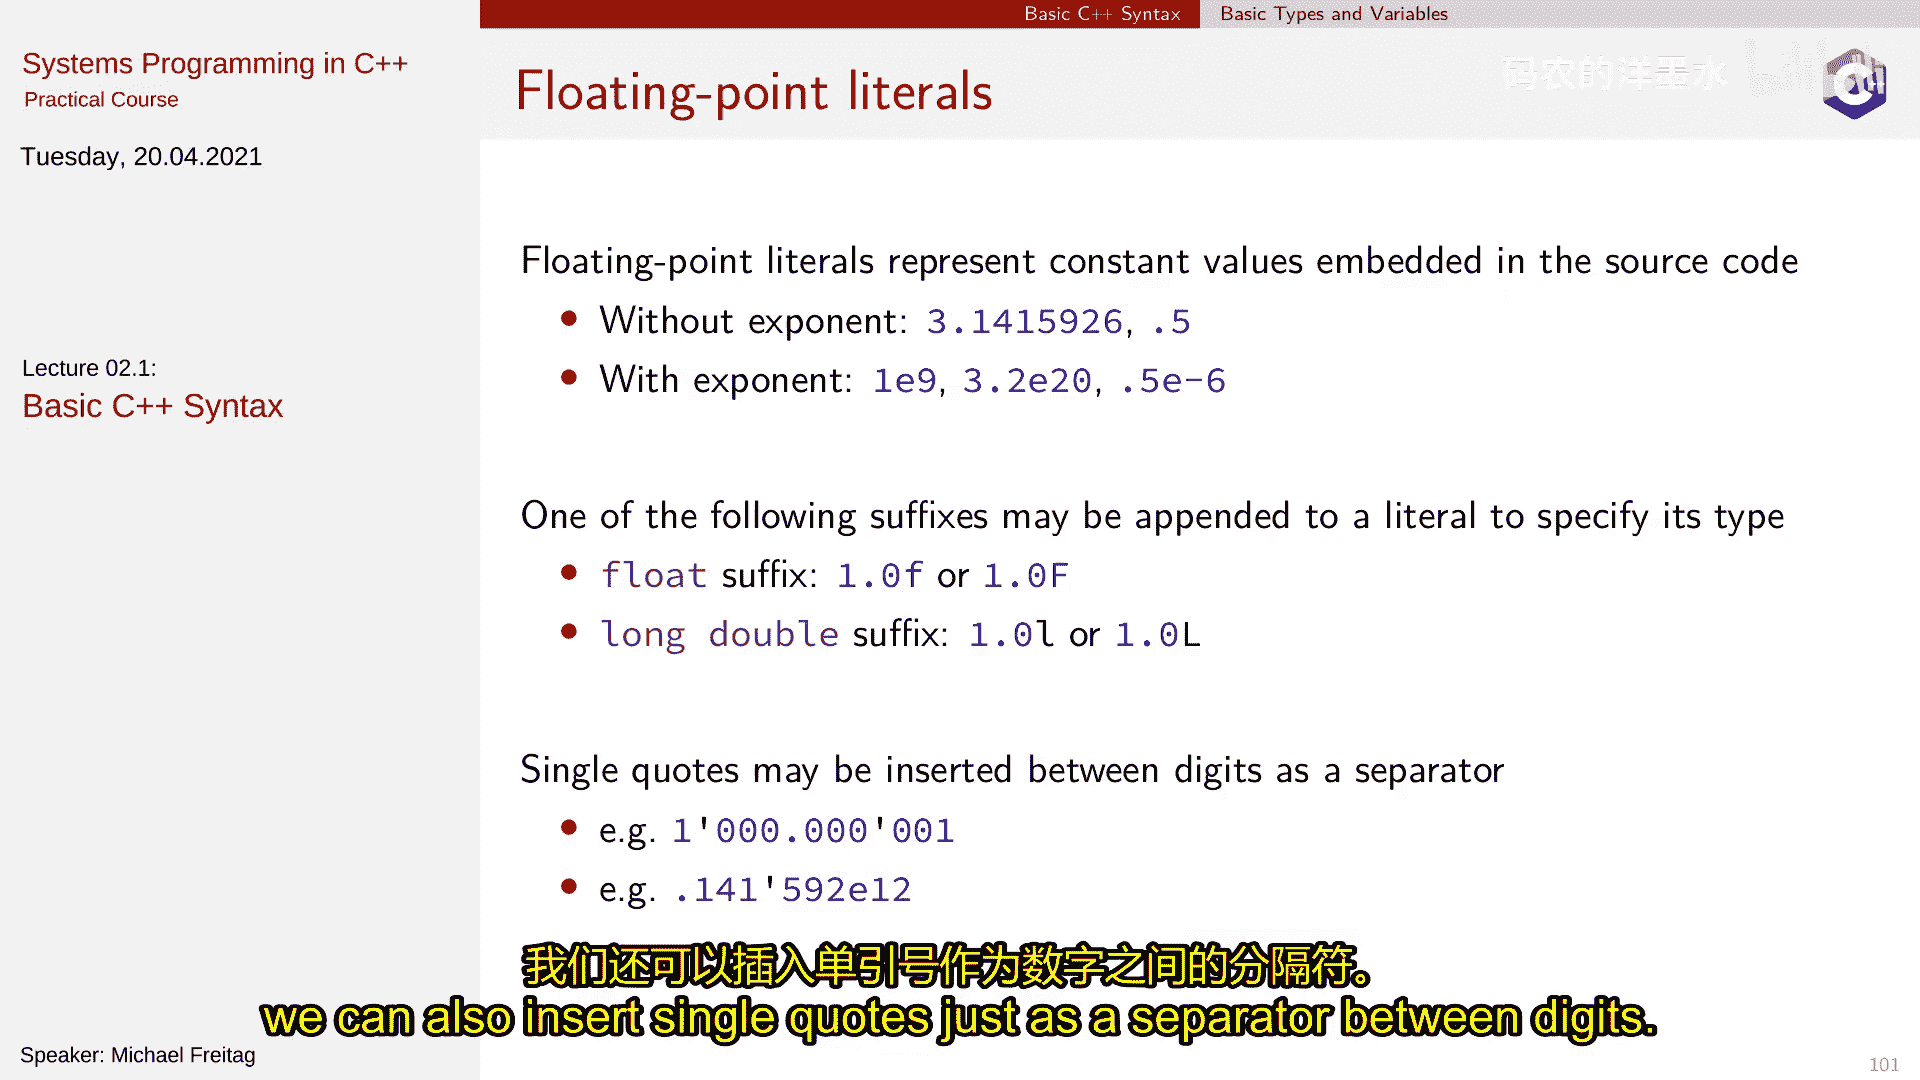 Basic C++ Syntax
Basic Types and Variables
Systems Programming in C++
Practical Course
Tuesday, 20.04.2021
Lecture 02.1:
Basic C++ Syntax
Speaker: Michael Freitag
Floating-point literals
码农的洋墨水
Floating-point literals represent constant values embedded in the source code
• Without exponent: 3.1415926, .5
• With exponent: 1e9, 3.2e20, .5e-6
One of the following suffixes may be appended to a literal to specify its type
• float suffix: 1.0f or 1.0F
• long double suffix: 1.0l or 1.0L
Single quotes may be inserted between digits as a separator
• e.g. 1'000.000'001
• e.g. .141'592e12
我们还可以插入单引号作为数字之间的分隔符。
we can also insert single quotes just as a separator between digits.
101